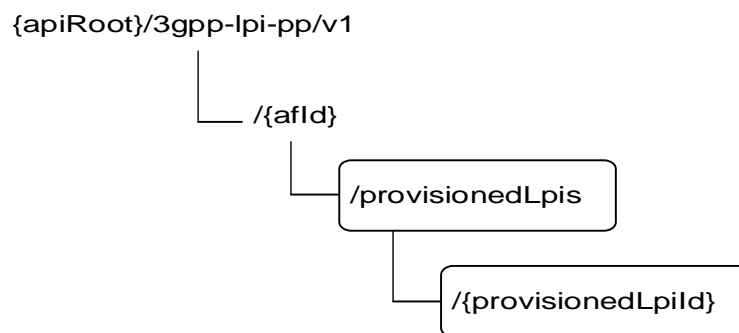 {apiRoot}/3gpp-lpi-pp/v1
/{afId}
/provisionedLpis
/{provisionedLpiId}